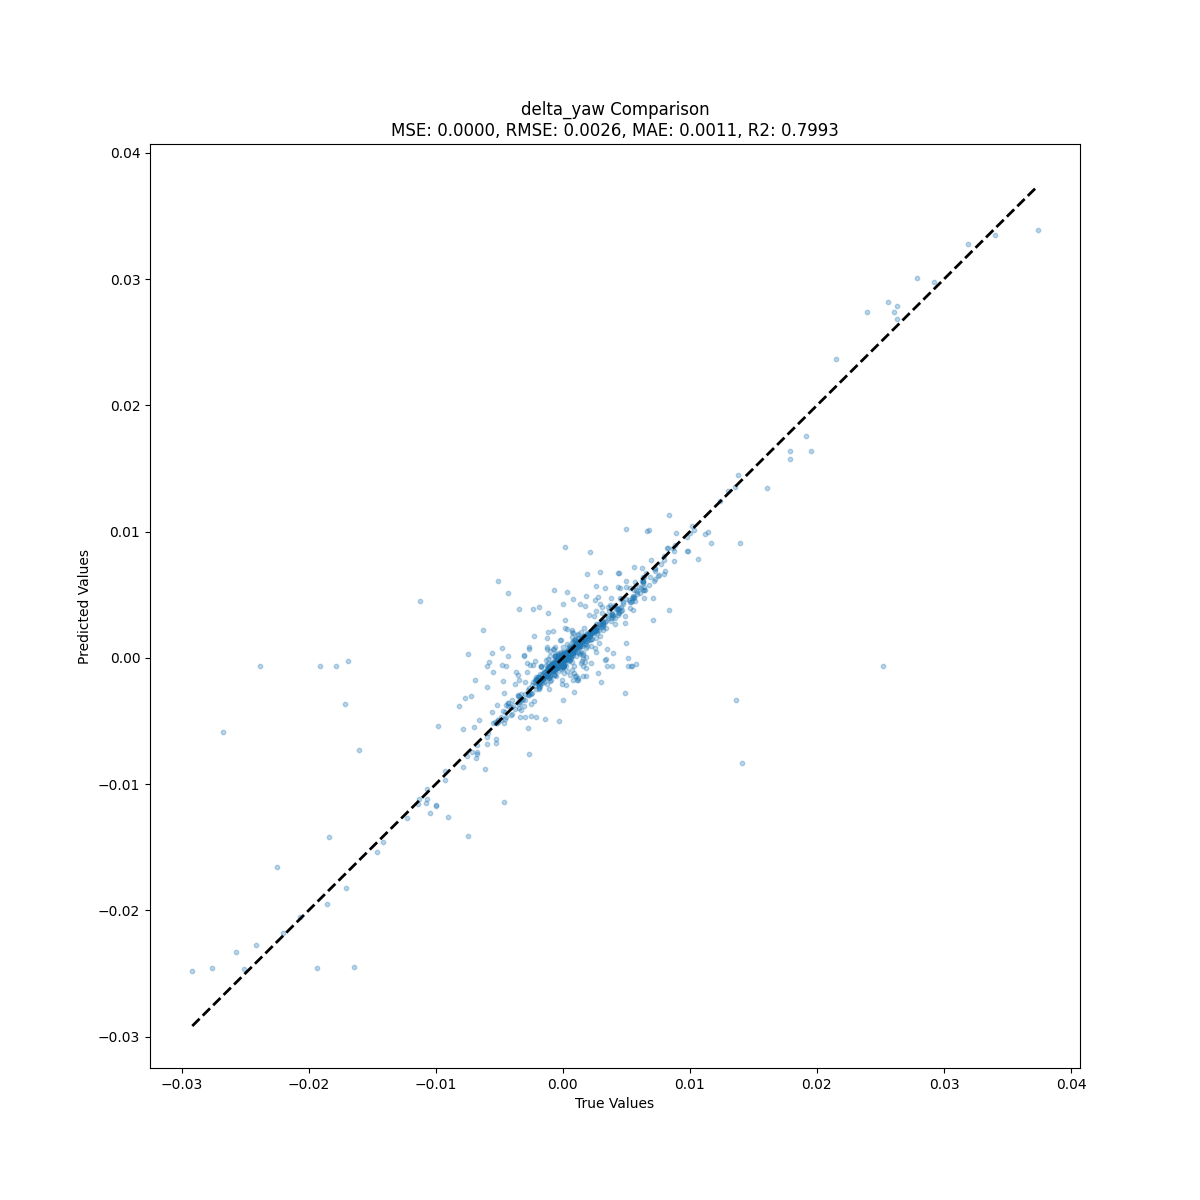 delta_yaw Comparison
MSE: 0.0000, RMSE: 0.0026, MAE: 0.0011, R2: 0.7993
0.04
0.03
0.02
0.01
0.00
−0.01
−0.02
−0.03
Predicted Values
−0.03 −0.02 −0.01 0.00 0.01 0.02 0.03 0.04
True Values